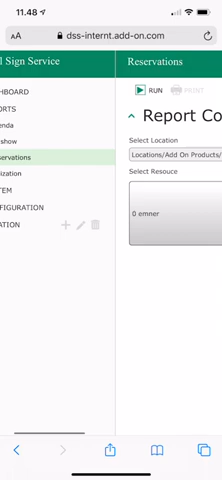 11.48
AA dss-internt.add-on.com
l Sign Service
Reservations
HBOARD
ORTS
enda
show
servations
ization
TEM
FIGURATION
ATION
RUN PRINT
Report Co
Select Location
Locations/Add On Products/
Select Resouce
0 emner